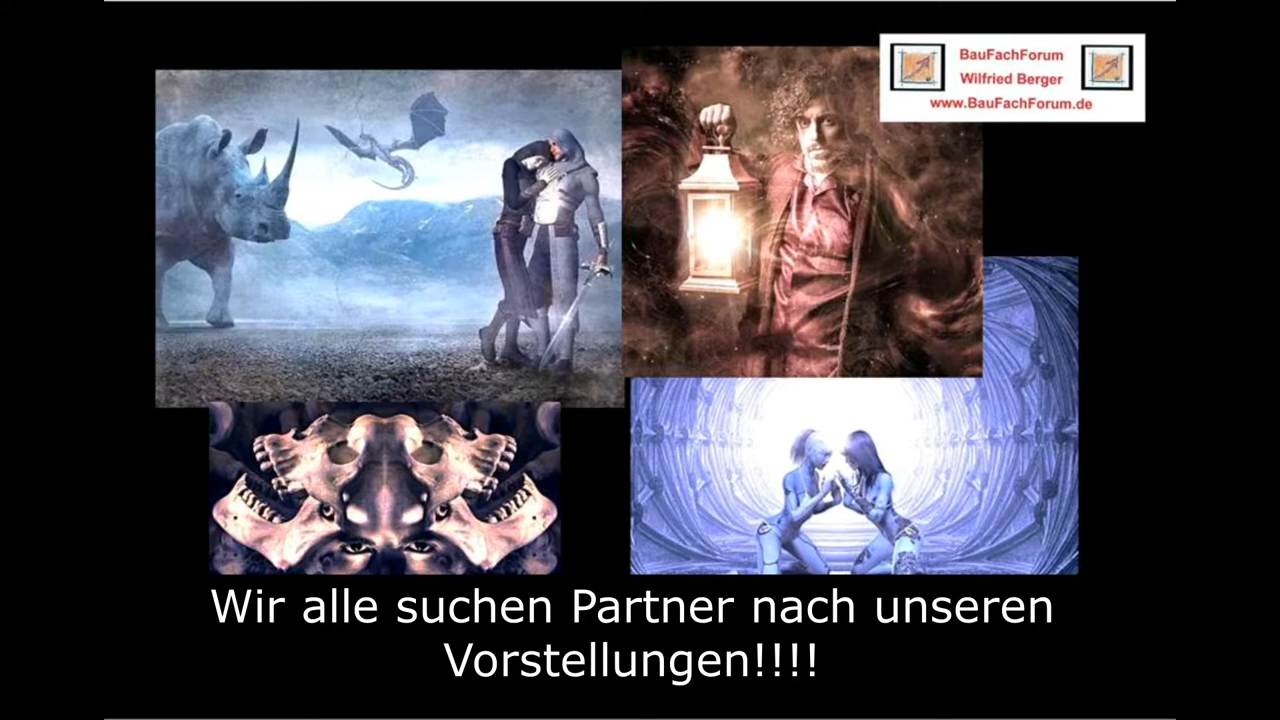 BauFachForum
Wilfried Berger
www.BauFachForum.de
Wir alle suchen Partner nach unseren
Vorstellungen!!!!